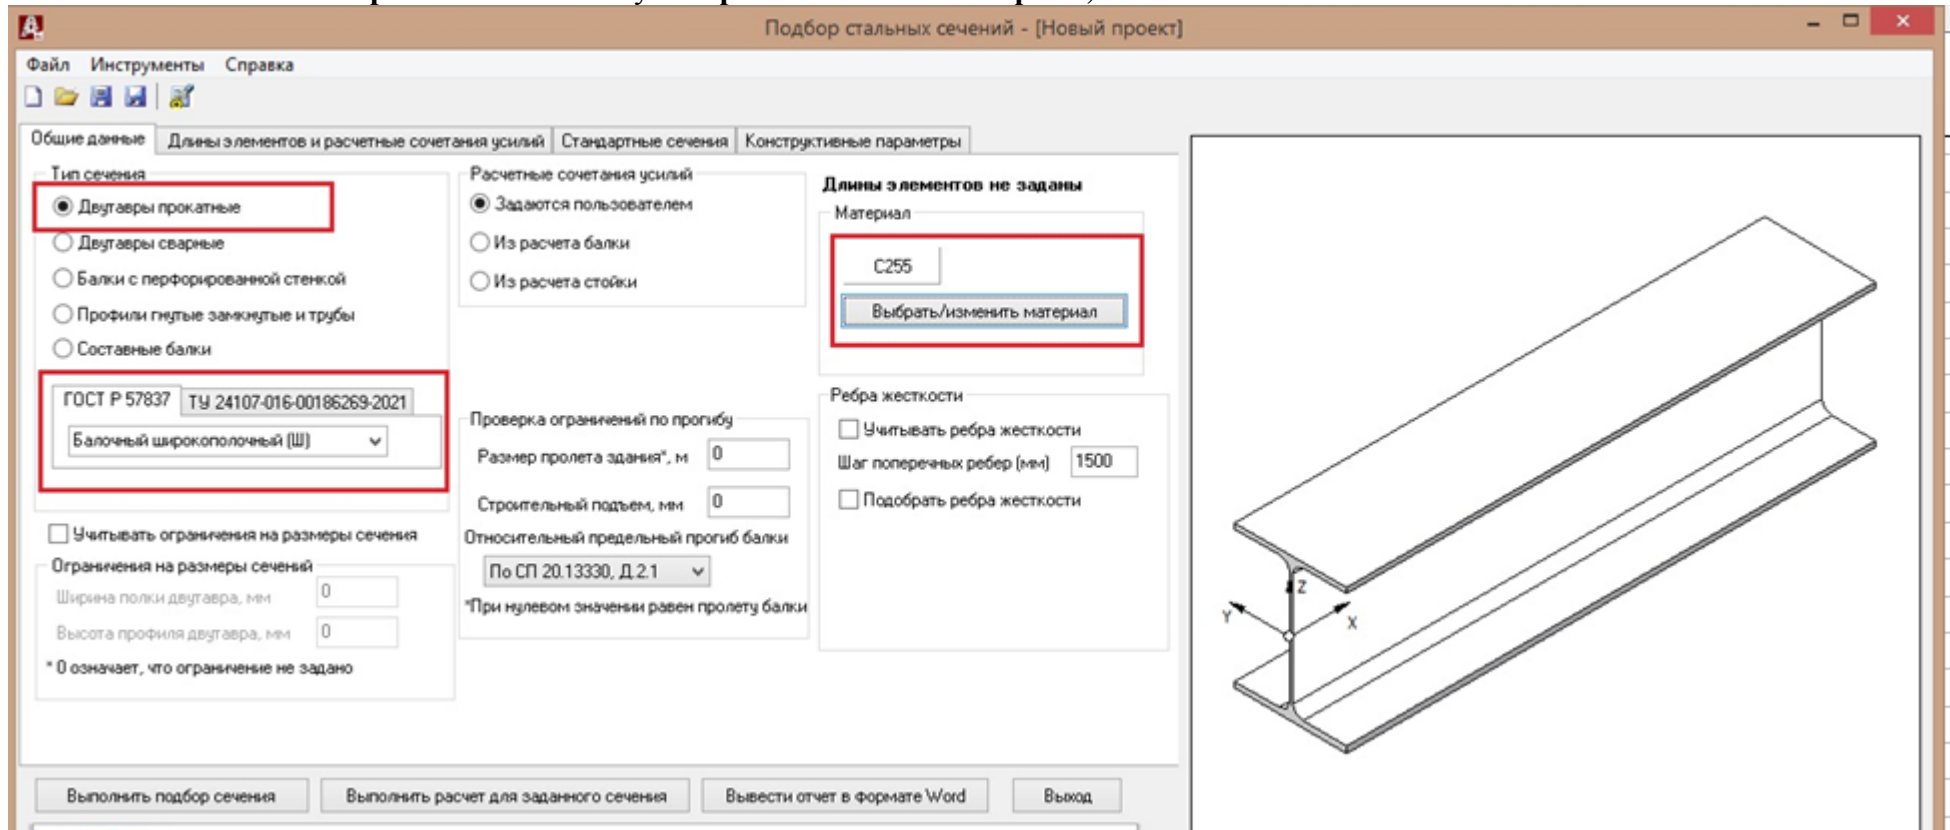 Подбор стальных сечений - [Новый проект]
Файл Инструменты Справка
Общие данные Длины элементов и расчетные сочетания усилий Стандартные сечения Конструктивные параметры
Тип сечения
Двутавры прокатные
Двутавры сварные
Балки с перфорированной стенкой
Профили гнутые замкнутые и трубы
Составные балки
ГОСТ Р 57837 ТУ 24107-016-00186269-2021
Балочный широкополочный (Ш)
Учитывать ограничения на размеры сечения
Ограничения на размеры сечений
Ширина полки двутавра, мм 0
Высота профиля двутавра, мм 0
* 0 означает, что ограничение не задано
Расчетные сочетания усилий
Задаются пользователем
Из расчета балки
Из расчета стойки
Проверка ограничений по прогибу
Размер пролета здания*, м 0
Строительный подъем, мм 0
Относительный предельный прогиб балки
По СП 20.13330, Д.2.1
*При нулевом значении равен пролету балки
Длины элементов не заданы
Материал
С255
Выбрать/изменить материал
Ребра жесткости
Учитывать ребра жесткости
Шаг поперечных ребер (мм) 1500
Подобрать ребра жесткости
Z
Y
X
Выполнить подбор сечения Выполнить расчет для заданного сечения Вывести отчет в формате Word Выход